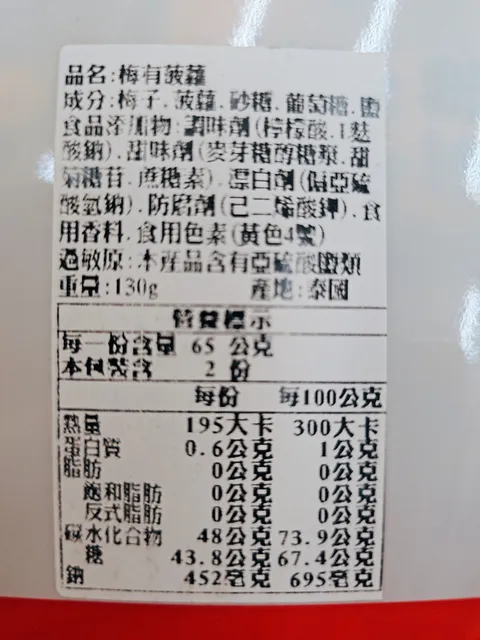 品名:梅有菠蘿
成分:梅子.菠蘿.砂糖.葡萄糖.鹽
食品添加物:調味劑(檸檬酸.L麩
酸鈉).甜味劑(麥芽糖醇糖漿.甜
菊糖苷.蔗糖素).漂白劑(偏亞硫
酸氫鈉).防腐劑(己二烯酸鉀).食
用香料.食用色素(黃色4號)
過敏原:本產品含有亞硫酸鹽類
重量:130g 產地:泰國
營養標示
每一份含量 65 公克
本包裝含 2 份
每份 每100公克
熱量 195大卡 300大卡
蛋白質 0.6公克 1公克
脂肪 0公克 0公克
飽和脂肪 0公克 0公克
反式脂肪 0公克 0公克
碳水化合物 48公克 73.9公克
糖 43.8公克 67.4公克
鈉 452毫克 695毫克